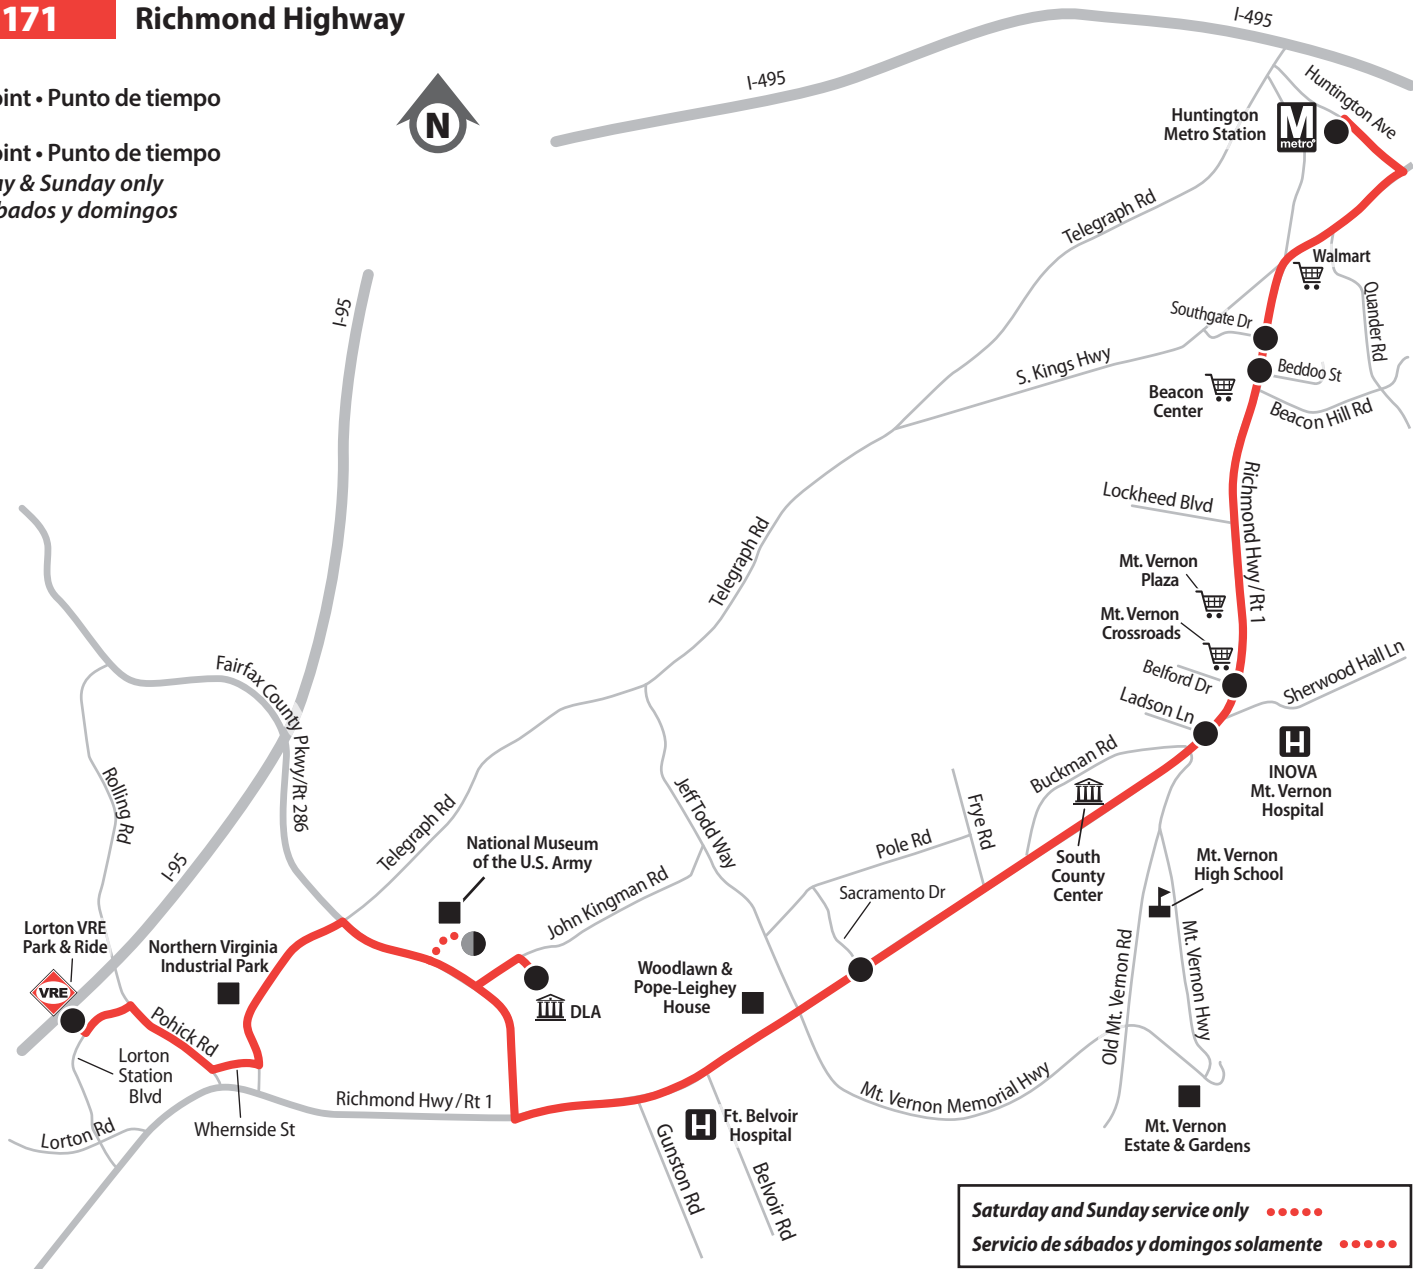 171
Richmond Highway
oint • Punto de tiempo
oint • Punto de tiempo
ay & Sunday only
bados y domingos
N
I-495
I-495
Huntington Ave
Huntington
Metro Station
M
metro
Telegraph Rd
Walmart
Quander Rd
Southgate Dr
S. Kings Hwy
Beddoo St
Beacon
Center
Beacon Hill Rd
I-95
Richmond Hwy / Rt 1
Lockheed Blvd
Telegraph Rd
Mt. Vernon
Plaza
Mt. Vernon
Crossroads
Belford Dr
Sherwood Hall Ln
Ladson Ln
Fairfax County Pkwy/Rt 286
H
INOVA
Mt. Vernon
Hospital
Buckman Rd
Rolling Rd
Jeff Todd Way
Frye Rd
Telegraph Rd
National Museum
of the U.S. Army
Pole Rd
South
County
Center
Mt. Vernon
High School
I-95
John Kingman Rd
Sacramento Dr
Lorton VRE
Park & Ride
VRE
Northern Virginia
Industrial Park
Woodlawn &
Pope-Leighey
House
DLA
Old Mt. Vernon Rd
Mt. Vernon Hwy
Pohick Rd
Lorton
Station
Blvd
Richmond Hwy / Rt 1
Mt. Vernon Memorial Hwy
Whernside St
Lorton Rd
H
Ft. Belvoir
Hospital
Gunston Rd
Belvoir Rd
Mt. Vernon
Estate & Gardens
Saturday and Sunday service only
Servicio de sábados y domingos solamente